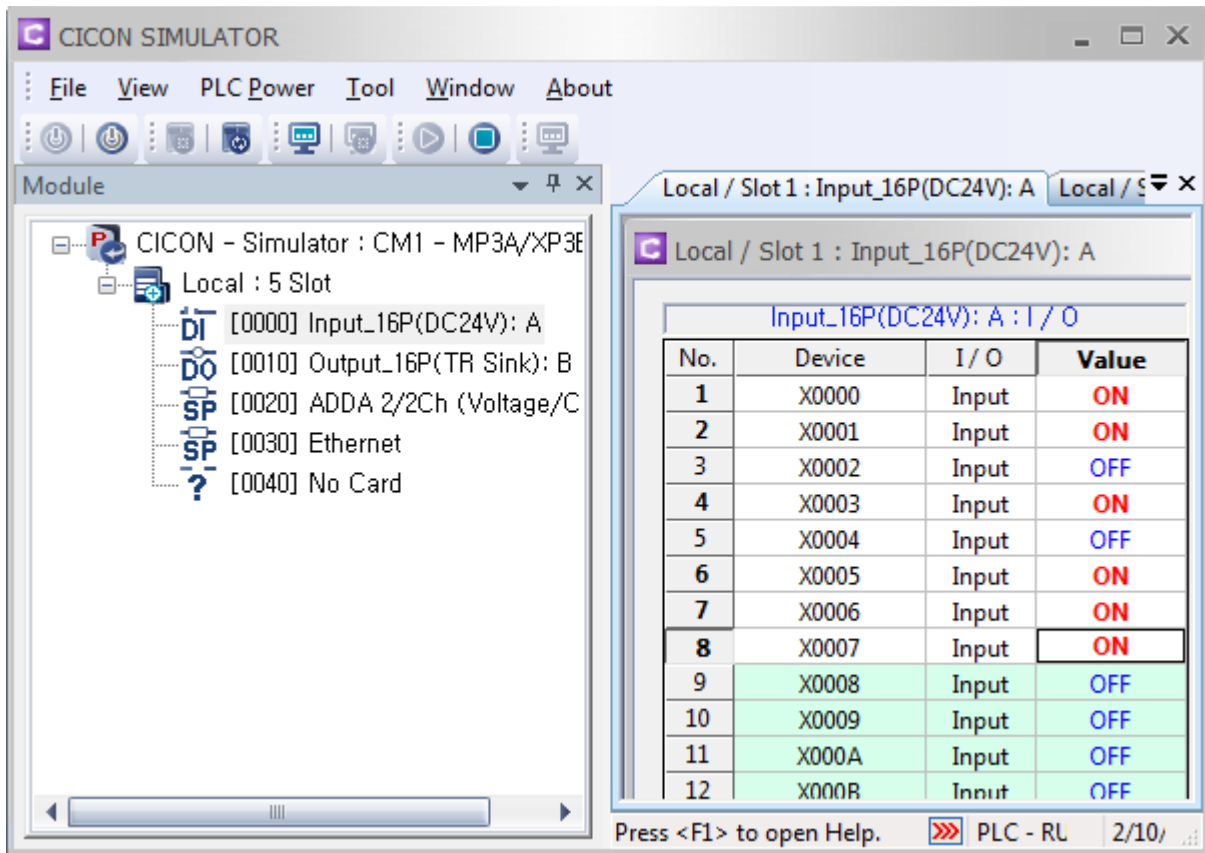 CICON SIMULATOR
File View PLC Power Tool Window About
Module
CICON - Simulator : CM1 - MP3A/XP3E
Local : 5 Slot
DI [0000] Input_16P(DC24V): A
DO [0010] Output_16P(TR Sink): B
SP [0020] ADDA 2/2Ch (Voltage/C
SP [0030] Ethernet
? [0040] No Card
Local / Slot 1 : Input_16P(DC24V): A Local / S
Local / Slot 1 : Input_16P(DC24V): A
Input_16P(DC24V): A : I / O
No. Device I / O Value
1 X0000 Input ON
2 X0001 Input ON
3 X0002 Input OFF
4 X0003 Input ON
5 X0004 Input OFF
6 X0005 Input ON
7 X0006 Input ON
8 X0007 Input ON
9 X0008 Input OFF
10 X0009 Input OFF
11 X000A Input OFF
12 X000B Input OFF
Press <F1> to open Help. PLC - RU 2/10/